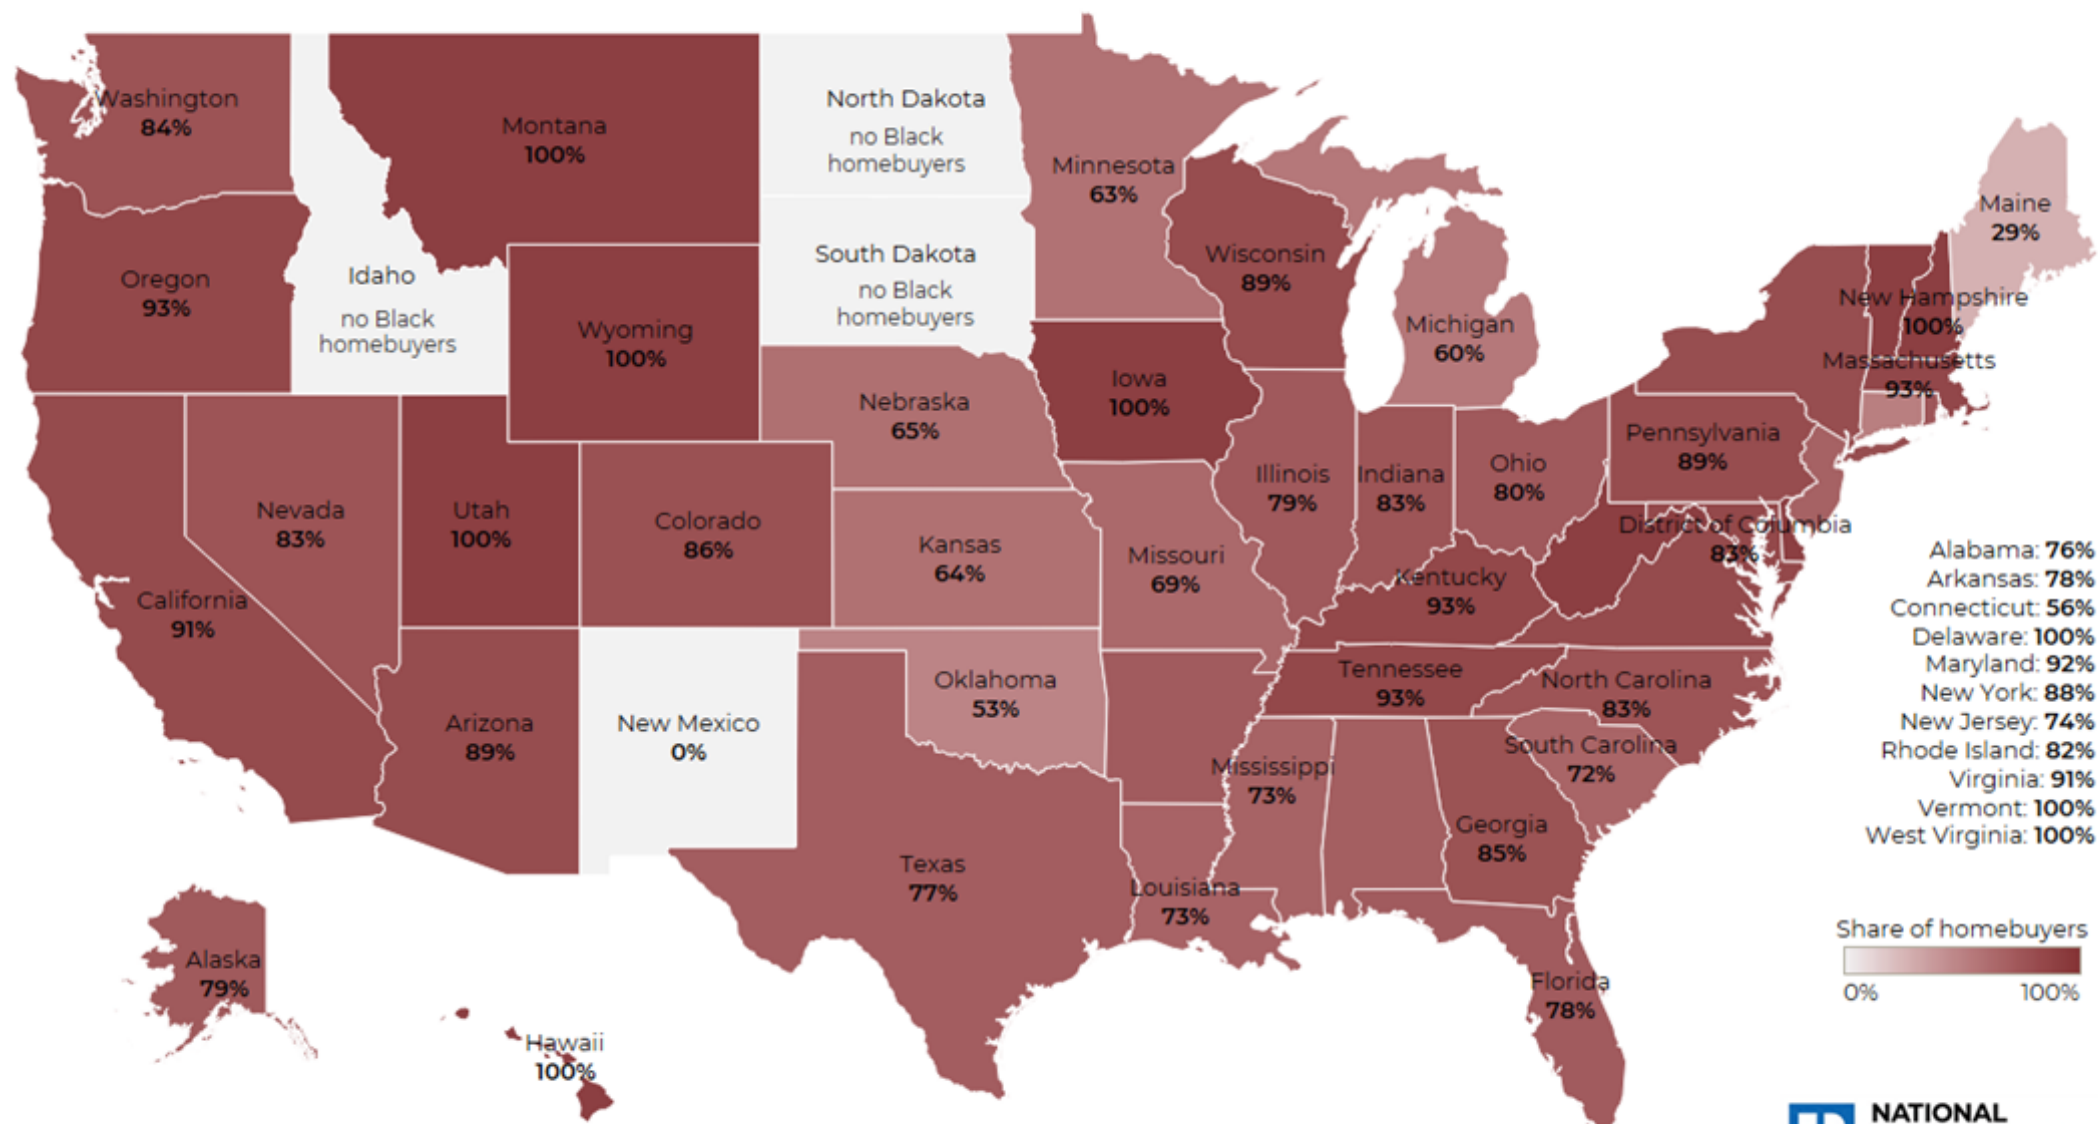 Washington
84%
Montana
100%
North Dakota
no Black
homebuyers
Minnesota
63%
Maine
29%
Oregon
93%
Idaho
no Black
homebuyers
Wyoming
100%
South Dakota
no Black
homebuyers
Wisconsin
89%
Michigan
60%
New Hampshire
100%
Massachusetts
93%
Iowa
100%
Nebraska
65%
Pennsylvania
89%
Illinois
79%
Indiana
83%
Ohio
80%
Nevada
83%
Utah
100%
Colorado
86%
Kansas
64%
Missouri
69%
District of Columbia
83%
Kentucky
93%
California
91%
Tennessee
93%
North Carolina
83%
Oklahoma
53%
Arizona
89%
New Mexico
0%
South Carolina
72%
Mississippi
73%
Georgia
85%
Texas
77%
Louisiana
73%
Florida
78%
Alaska
79%
Hawaii
100%
Alabama: 76%
Arkansas: 78%
Connecticut: 56%
Delaware: 100%
Maryland: 92%
New York: 88%
New Jersey: 74%
Rhode Island: 82%
Virginia: 91%
Vermont: 100%
West Virginia: 100%
Share of homebuyers
0% 100%
NATIONAL